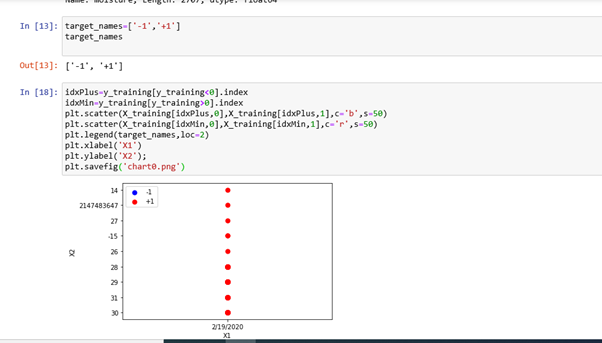 Name: moisture, Length: 2707, dtype: float64
In [13]: target_names=['-1','+1']
target_names
Out[13]: ['-1', '+1']
In [18]: idxPlus=y_training[y_training<0].index
idxMin=y_training[y_training>0].index
plt.scatter(X_training[idxPlus,0],X_training[idxPlus,1],c='b',s=50)
plt.scatter(X_training[idxMin,0],X_training[idxMin,1],c='r',s=50)
plt.legend(target_names,loc=2)
plt.xlabel('X1')
plt.ylabel('X2');
plt.savefig('chart0.png')
-1
+1
14
2147483647
27
-15
26
28
29
31
30
X2
2/19/2020
X1